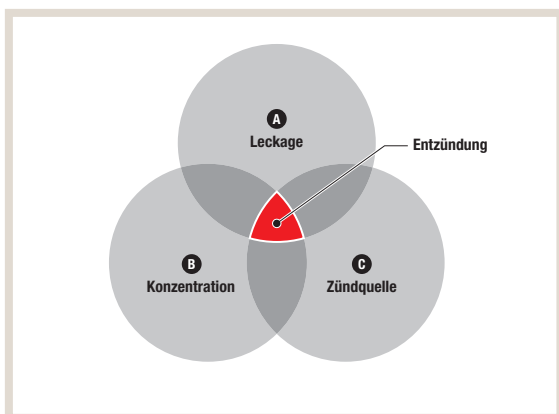 A
Leckage
Entzündung
B
Konzentration
C
Zündquelle